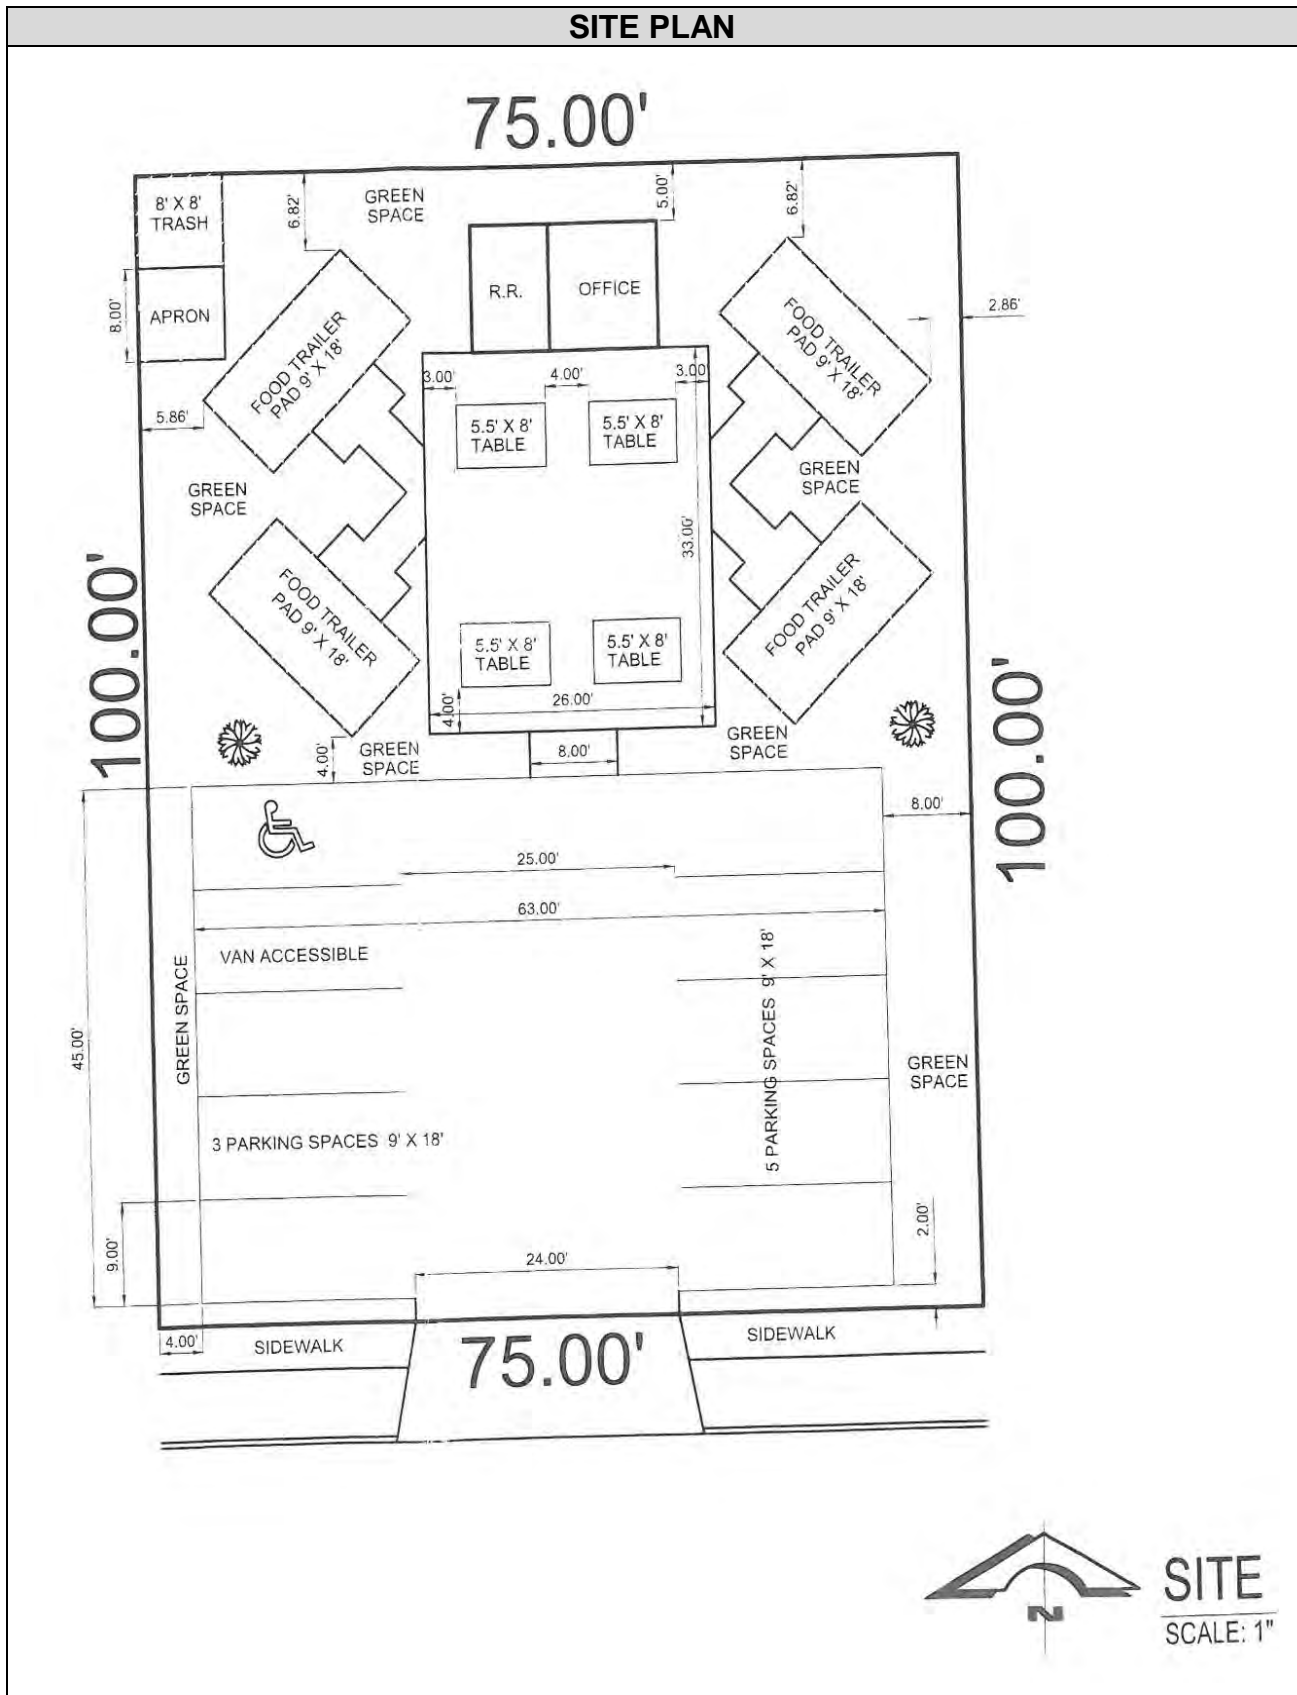 SITE PLAN
75.00'
8' X 8'
TRASH
6.82'
GREEN
SPACE
5.00'
6.82'
R.R.
OFFICE
8.00'
APRON
FOOD TRAILER
PAD 9' X 18'
FOOD TRAILER
PAD 9' X 18'
2.86'
3.00'
4.00'
3.00'
5.86'
5.5' X 8'
TABLE
5.5' X 8'
TABLE
GREEN
SPACE
GREEN
SPACE
33.00'
100.00'
FOOD TRAILER
PAD 9' X 18'
FOOD TRAILER
PAD 9' X 18'
5.5' X 8'
TABLE
5.5' X 8'
TABLE
4.00'
26.00'
100.00'
4.00'
GREEN
SPACE
8.00'
GREEN
SPACE
8.00'
25.00'
63.00'
VAN ACCESSIBLE
GREEN SPACE
5 PARKING SPACES 9' X 18'
45.00'
GREEN
SPACE
3 PARKING SPACES 9' X 18'
9.00'
2.00'
24.00'
4.00'
SIDEWALK
75.00'
SIDEWALK
N
SITE
SCALE: 1"